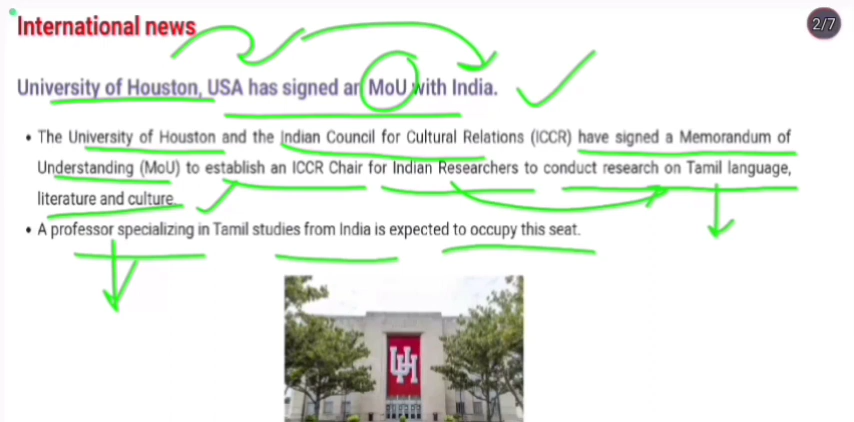 International news
2/7
University of Houston, USA has signed an MoU with India.
• The University of Houston and the Indian Council for Cultural Relations (ICCR) have signed a Memorandum of
Understanding (MoU) to establish an ICCR Chair for Indian Researchers to conduct research on Tamil language,
literature and culture.
• A professor specializing in Tamil studies from India is expected to occupy this seat.
UH